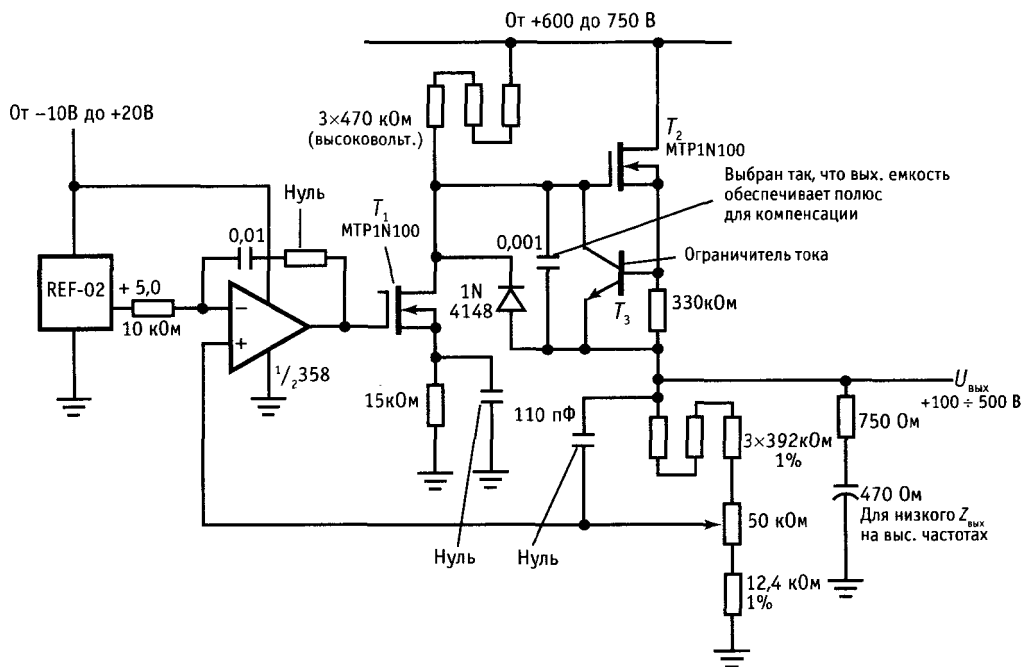 От +600 до 750 В
От −10В до +20В
3×470 кОм
(высоковольт.)
T₂
MTP1N100
Выбран так, что вых. емкость
обеспечивает полюс
для компенсации
Нуль
T₁
MTP1N100
0,01
0,001
Ограничитель тока
REF-02
+ 5,0
10 кОм
−
+
1N
4148
T₃
330кОм
½358
15кОм
110 пФ
Uвых
+100 ÷ 500 В
750 Ом
3×392кОм
1%
470 Ом
Для низкого Zвых
на выс. частотах
50 кОм
Нуль
Нуль
12,4 кОм
1%